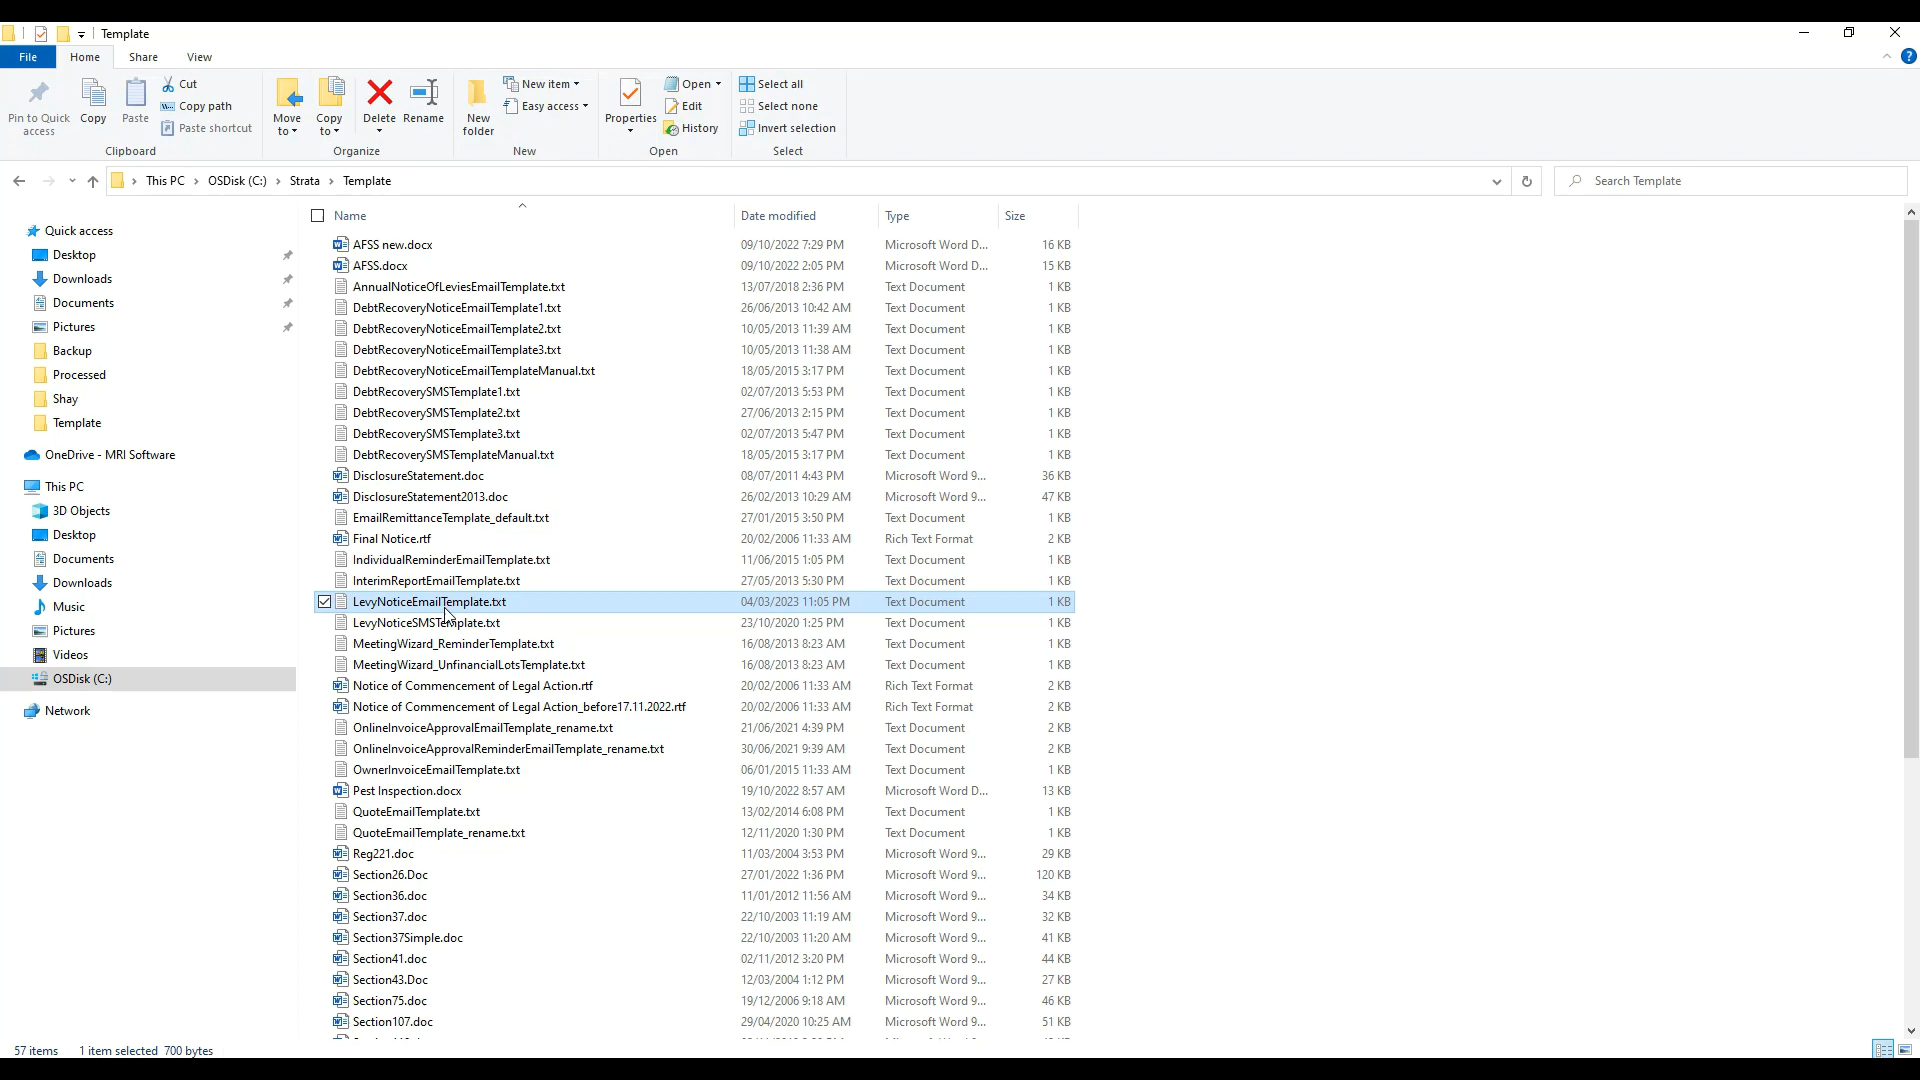 Template
File Home Share View
Pin to Quick access
Copy
Paste
Cut
Copy path
Paste shortcut
Clipboard
Move to
Copy to
Delete
Rename
Organize
New folder
New item
Easy access
New
Properties
Open
Edit
History
Open
Select all
Select none
Invert selection
Select
This PC › OSDisk (C:) › Strata › Template
Search Template
Quick access
Desktop
Downloads
Documents
Pictures
Backup
Processed
Shay
Template
OneDrive - MRI Software
This PC
3D Objects
Desktop
Documents
Downloads
Music
Pictures
Videos
OSDisk (C:)
Network
Name Date modified Type Size
AFSS new.docx 09/10/2022 7:29 PM Microsoft Word D... 16 KB
AFSS.docx 09/10/2022 2:05 PM Microsoft Word D... 15 KB
AnnualNoticeOfLeviesEmailTemplate.txt 13/07/2018 2:36 PM Text Document 1 KB
DebtRecoveryNoticeEmailTemplate1.txt 26/06/2013 10:42 AM Text Document 1 KB
DebtRecoveryNoticeEmailTemplate2.txt 10/05/2013 11:39 AM Text Document 1 KB
DebtRecoveryNoticeEmailTemplate3.txt 10/05/2013 11:38 AM Text Document 1 KB
DebtRecoveryNoticeEmailTemplateManual.txt 18/05/2015 3:17 PM Text Document 1 KB
DebtRecoverySMSTemplate1.txt 02/07/2013 5:53 PM Text Document 1 KB
DebtRecoverySMSTemplate2.txt 27/06/2013 2:15 PM Text Document 1 KB
DebtRecoverySMSTemplate3.txt 02/07/2013 5:47 PM Text Document 1 KB
DebtRecoverySMSTemplateManual.txt 18/05/2015 3:17 PM Text Document 1 KB
DisclosureStatement.doc 08/07/2011 4:43 PM Microsoft Word 9... 36 KB
DisclosureStatement2013.doc 26/02/2013 10:29 AM Microsoft Word 9... 47 KB
EmailRemittanceTemplate_default.txt 27/01/2015 3:50 PM Text Document 1 KB
Final Notice.rtf 20/02/2006 11:33 AM Rich Text Format 2 KB
IndividualReminderEmailTemplate.txt 11/06/2015 1:05 PM Text Document 1 KB
InterimReportEmailTemplate.txt 27/05/2013 5:30 PM Text Document 1 KB
LevyNoticeEmailTemplate.txt 04/03/2023 11:05 PM Text Document 1 KB
LevyNoticeSMSTemplate.txt 23/10/2020 1:25 PM Text Document 1 KB
MeetingWizard_ReminderTemplate.txt 16/08/2013 8:23 AM Text Document 1 KB
MeetingWizard_UnfinancialLotsTemplate.txt 16/08/2013 8:23 AM Text Document 1 KB
Notice of Commencement of Legal Action.rtf 20/02/2006 11:33 AM Rich Text Format 2 KB
Notice of Commencement of Legal Action_before17.11.2022.rtf 20/02/2006 11:33 AM Rich Text Format 2 KB
OnlineInvoiceApprovalEmailTemplate_rename.txt 21/06/2021 4:39 PM Text Document 2 KB
OnlineInvoiceApprovalReminderEmailTemplate_rename.txt 30/06/2021 9:39 AM Text Document 2 KB
OwnerInvoiceEmailTemplate.txt 06/01/2015 11:33 AM Text Document 1 KB
Pest Inspection.docx 19/10/2022 8:57 AM Microsoft Word D... 13 KB
QuoteEmailTemplate.txt 13/02/2014 6:08 PM Text Document 1 KB
QuoteEmailTemplate_rename.txt 12/11/2020 1:30 PM Text Document 1 KB
Reg221.doc 11/03/2004 3:53 PM Microsoft Word 9... 29 KB
Section26.Doc 27/01/2022 1:36 PM Microsoft Word 9... 120 KB
Section36.doc 11/01/2012 11:56 AM Microsoft Word 9... 34 KB
Section37.doc 22/10/2003 11:19 AM Microsoft Word 9... 32 KB
Section37Simple.doc 22/10/2003 11:20 AM Microsoft Word 9... 41 KB
Section41.doc 02/11/2012 3:20 PM Microsoft Word 9... 44 KB
Section43.Doc 12/03/2004 1:12 PM Microsoft Word 9... 27 KB
Section75.doc 19/12/2006 9:18 AM Microsoft Word 9... 46 KB
Section107.doc 29/04/2020 10:25 AM Microsoft Word 9... 51 KB
57 items 1 item selected 700 bytes